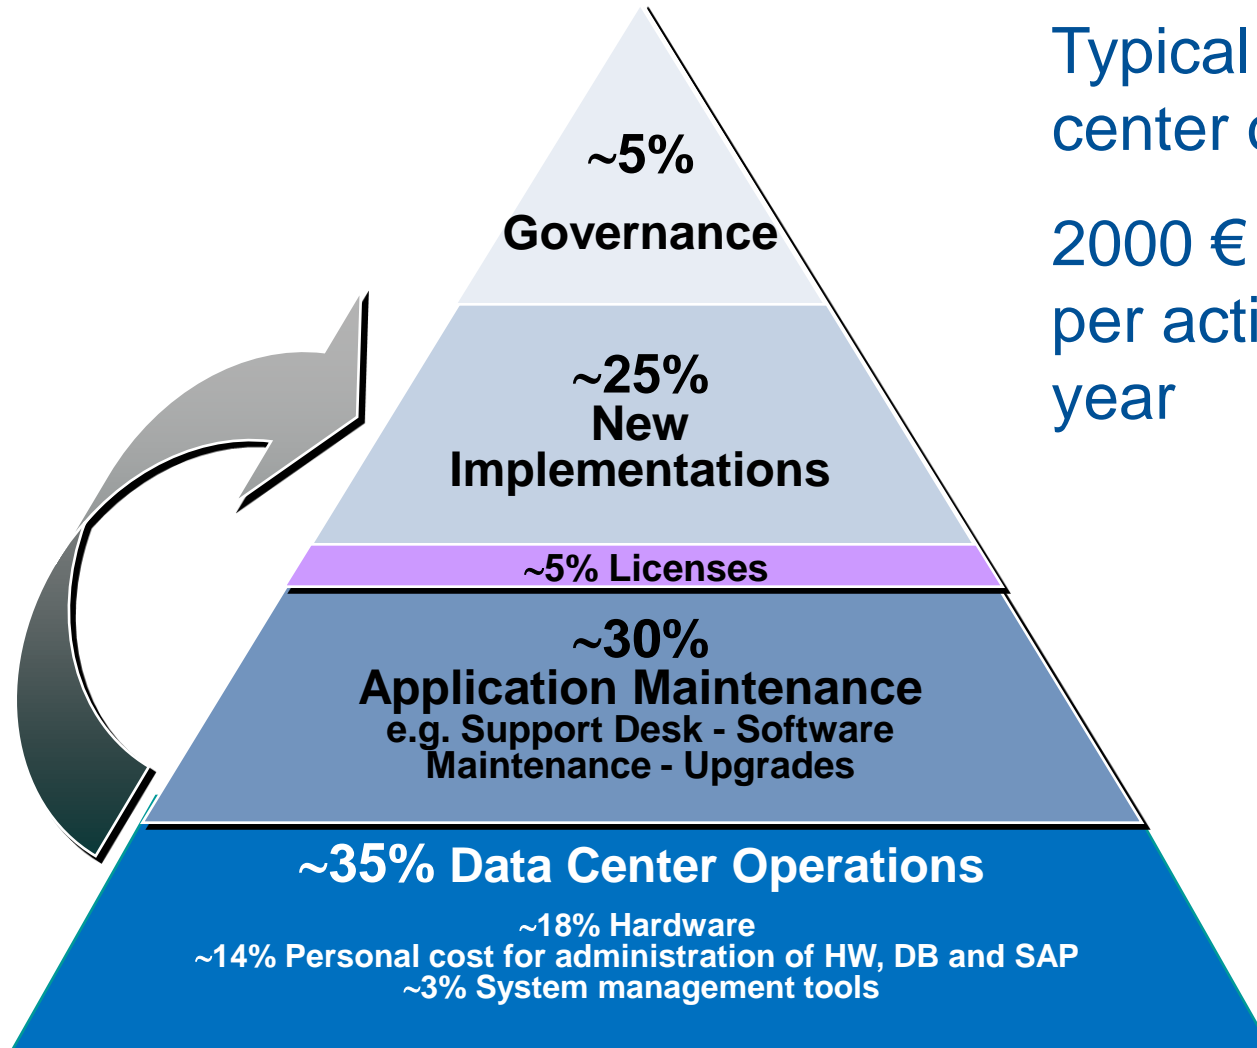 ~5%
Governance
~25%
New
Implementations
~5% Licenses
~30%
Application Maintenance
e.g. Support Desk - Software
Maintenance - Upgrades
~35% Data Center Operations
~18% Hardware
~14% Personal cost for administration of HW, DB and SAP
~3% System management tools
Typical
center
2000 €
per
year